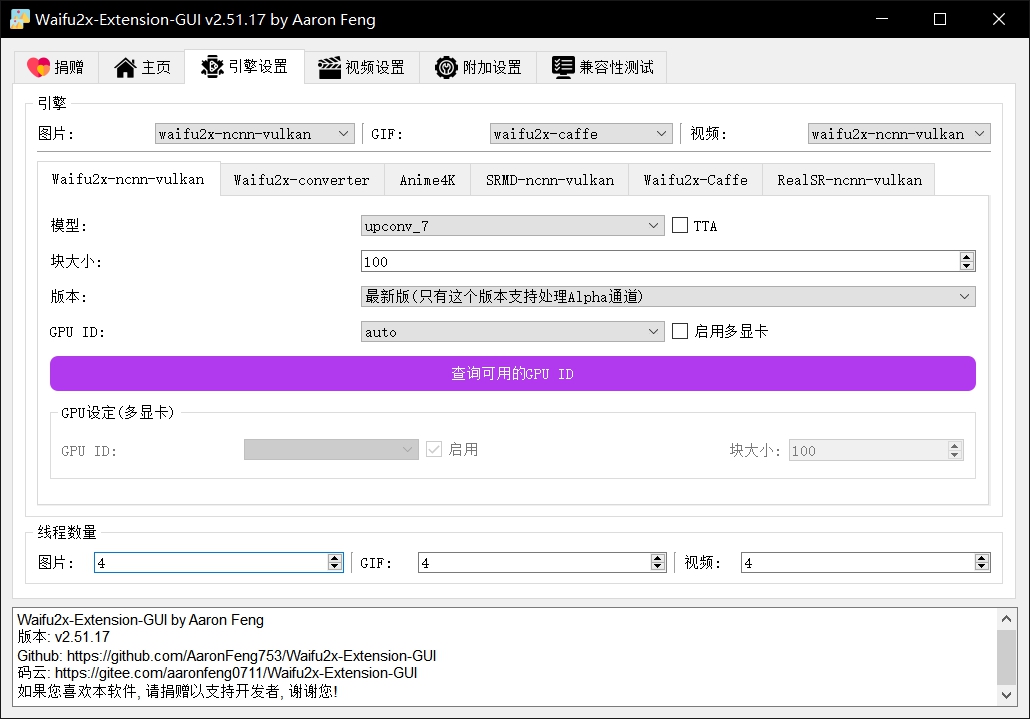 Waifu2x-Extension-GUI v2.51.17 by Aaron Feng
捐赠 主页 引擎设置 视频设置 附加设置 兼容性测试
引擎
图片: waifu2x-ncnn-vulkan GIF: waifu2x-caffe 视频: waifu2x-ncnn-vulkan
Waifu2x-ncnn-vulkan Waifu2x-converter Anime4K SRMD-ncnn-vulkan Waifu2x-Caffe RealSR-ncnn-vulkan
模型: upconv_7 TTA
块大小: 100
版本: 最新版(只有这个版本支持处理Alpha通道)
GPU ID: auto 启用多显卡
查询可用的GPU ID
GPU设定(多显卡)
GPU ID: 启用 块大小: 100
线程数量
图片: 4 GIF: 4 视频: 4
Waifu2x-Extension-GUI by Aaron Feng
版本: v2.51.17
Github: https://github.com/AaronFeng753/Waifu2x-Extension-GUI
码云: https://gitee.com/aaronfeng0711/Waifu2x-Extension-GUI
如果您喜欢本软件, 请捐赠以支持开发者, 谢谢您!